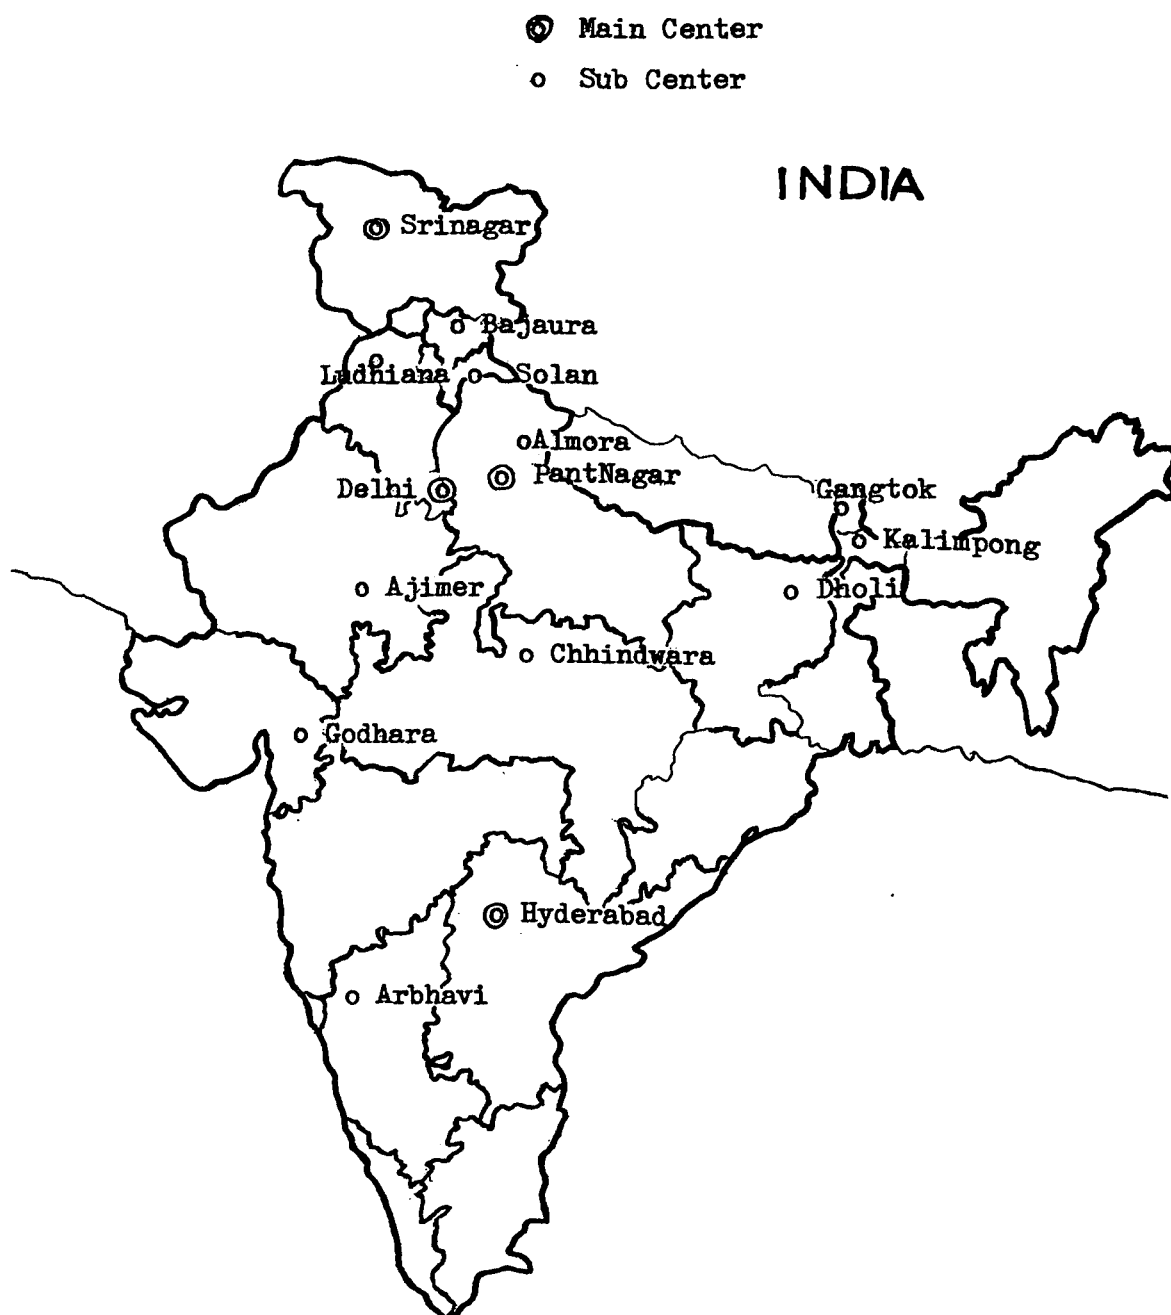 Main Center
Sub Center
INDIA
Srinagar
Bajaura
Ludhiana
Solan
Almora
PantNagar
Delhi
Gangtok
Kalimpong
Ajimer
Dholi
Chhindwara
Godhara
Hyderabad
Arbhavi